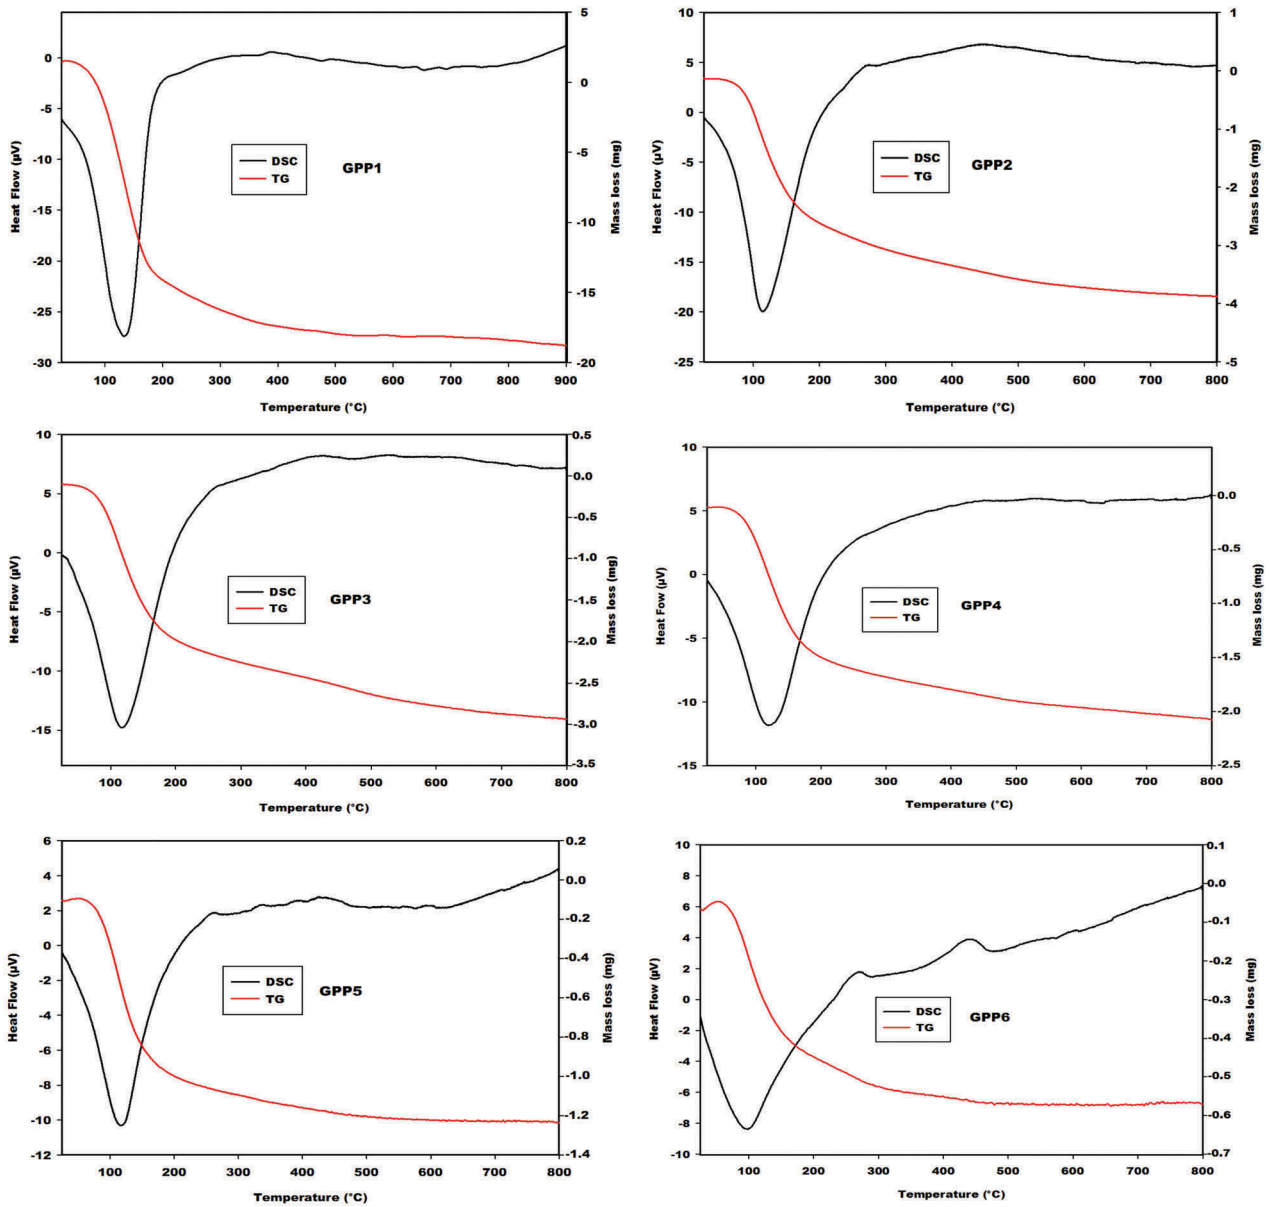 5
0
-5
-10
-15
-20
-25
-30
Heat Flow (µV)
5
0
-5
-10
-15
-20
Mass loss (mg)
DSC
TG
GPP1
100 200 300 400 500 600 700 800 900
Temperature (°C)
10
5
0
-5
-10
-15
-20
-25
Heat Flow (µV)
1
0
-1
-2
-3
-4
-5
Mass loss (mg)
DSC
TG
GPP2
100 200 300 400 500 600 700 800
Temperature (°C)
10
5
0
-5
-10
-15
Heat Flow (µV)
0.5
0.0
-0.5
-1.0
-1.5
-2.0
-2.5
-3.0
-3.5
Mass loss (mg)
DSC
TG
GPP3
100 200 300 400 500 600 700 800
Temperature (°C)
10
5
0
-5
-10
-15
Heat Fow (µV)
0.0
-0.5
-1.0
-1.5
-2.0
-2.5
Mass loss (mg)
DSC
TG
GPP4
100 200 300 400 500 600 700 800
Temperature (°C)
6
4
2
0
-2
-4
-6
-8
-10
-12
Heat Flow (µV)
0.2
0.0
-0.2
-0.4
-0.6
-0.8
-1.0
-1.2
-1.4
Mass loss (mg)
DSC
TG
GPP5
100 200 300 400 500 600 700 800
Temperature (°C)
10
8
6
4
2
0
-2
-4
-6
-8
-10
Heat Flow (µV)
0.1
0.0
-0.1
-0.2
-0.3
-0.4
-0.5
-0.6
-0.7
Mass loss (mg)
DSC
TG
GPP6
100 200 300 400 500 600 700 800
Temperature (°C)